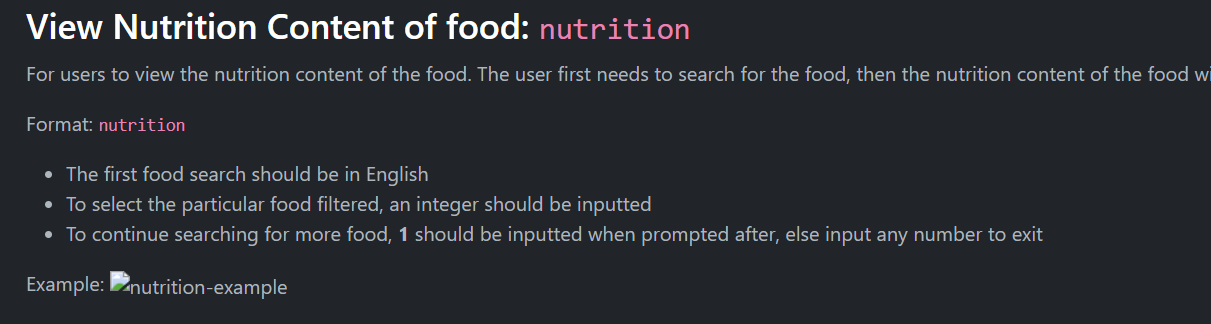 View Nutrition Content of food: nutrition
For users to view the nutrition content of the food. The user first needs to search for the food, then the nutrition content of the food wi
Format: nutrition
• The first food search should be in English
• To select the particular food filtered, an integer should be inputted
• To continue searching for more food, 1 should be inputted when prompted after, else input any number to exit
Example: nutrition-example